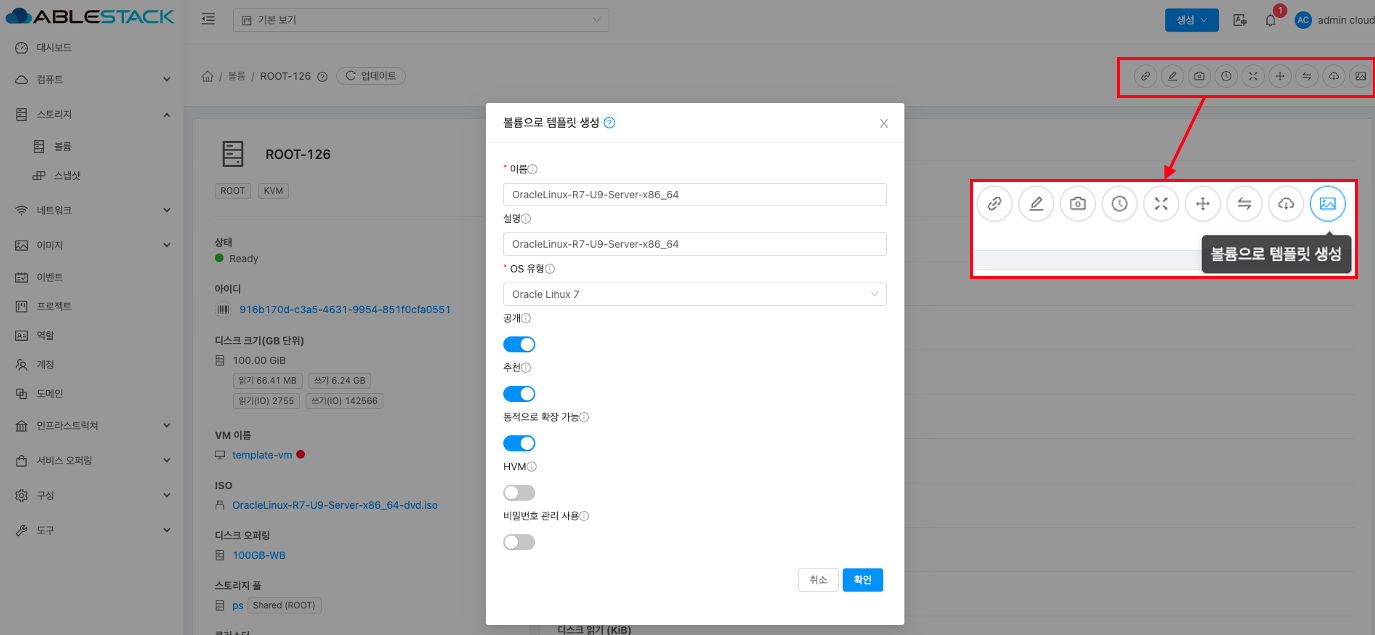 ABLESTACK
기본 보기
생성
1
AC
admin cloud
대시보드
컴퓨트
스토리지
볼륨
스냅샷
네트워크
이미지
이벤트
프로젝트
역할
계정
도메인
인프라스트럭쳐
서비스 오퍼링
구성
도구
/ 볼륨 / ROOT-126
업데이트
ROOT-126
ROOT
KVM
상태
Ready
아이디
916b170d-c3a5-4631-9954-851f0cfa0551
디스크 크기(GB 단위)
100.00 GiB
읽기 66.41 MB
쓰기 6.24 GB
읽기(IO) 2755
쓰기(IO) 142566
VM 이름
template-vm
ISO
OracleLinux-R7-U9-Server-x86_64-dvd.iso
디스크 오퍼링
100GB-WB
스토리지 풀
ps
Shared (ROOT)
클러스터
볼륨으로 템플릿 생성
* 이름
OracleLinux-R7-U9-Server-x86_64
설명
OracleLinux-R7-U9-Server-x86_64
* OS 유형
Oracle Linux 7
공개
추천
동적으로 확장 가능
HVM
비밀번호 관리 사용
취소
확인
볼륨으로 템플릿 생성
디스크 읽기 (KiB)